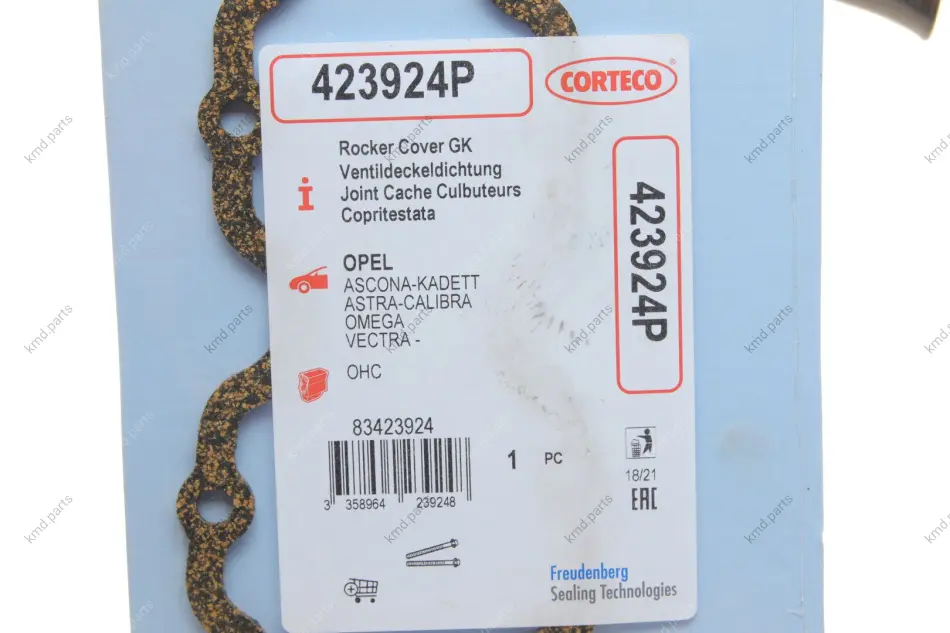 423924P
CORTECO
Rocker Cover GK
Ventildeckeldichtung
Joint Cache Culbuteurs
Copritestata
423924P
OPEL
ASCONA-KADETT
ASTRA-CALIBRA
OMEGA
VECTRA -
OHC
83423924
3 358964 239248
1 PC
18/21
EAC
Freudenberg
Sealing Technologies
kmd.parts